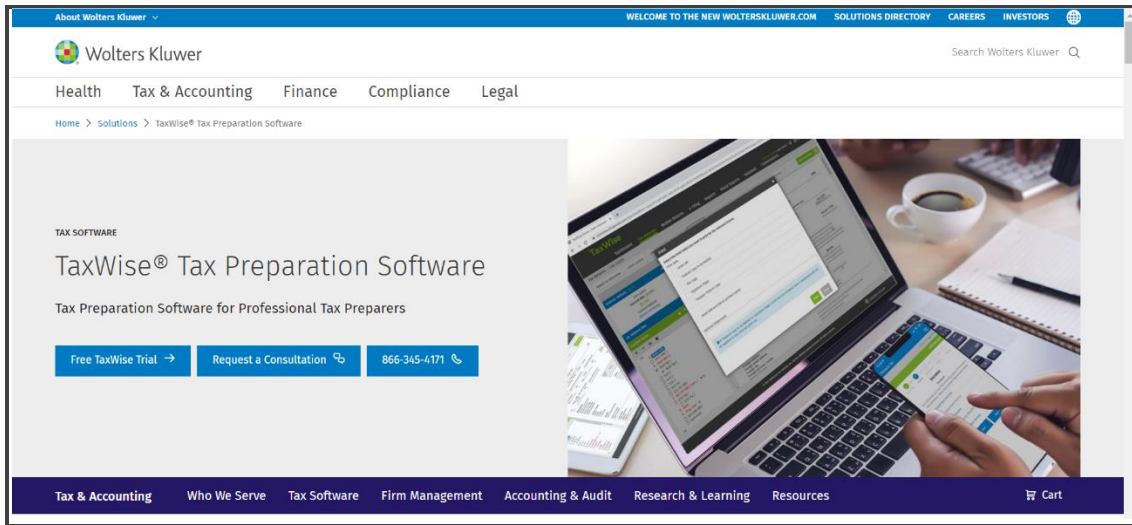 About Wolters Kluwer
WELCOME TO THE NEW WOLTERSKLUWER.COM SOLUTIONS DIRECTORY CAREERS INVESTORS
Wolters Kluwer
Search Wolters Kluwer
Health Tax & Accounting Finance Compliance Legal
Home > Solutions > TaxWise® Tax Preparation Software
TAX SOFTWARE
TaxWise® Tax Preparation Software
Tax Preparation Software for Professional Tax Preparers
Free TaxWise Trial → Request a Consultation 866-345-4171
TaxWise
Tax & Accounting Who We Serve Tax Software Firm Management Accounting & Audit Research & Learning Resources Cart